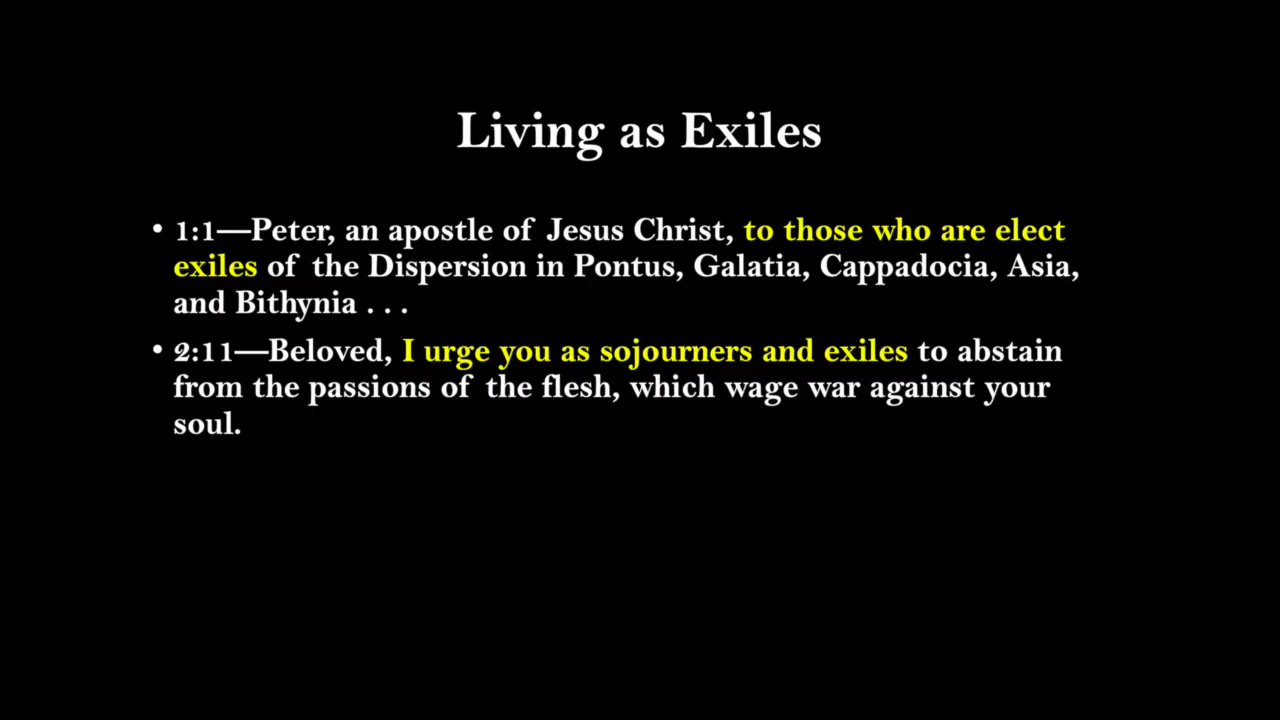 Living as Exiles
• 1:1—Peter, an apostle of Jesus Christ, to those who are elect
exiles of the Dispersion in Pontus, Galatia, Cappadocia, Asia,
and Bithynia . . .
• 2:11—Beloved, I urge you as sojourners and exiles to abstain
from the passions of the flesh, which wage war against your
soul.